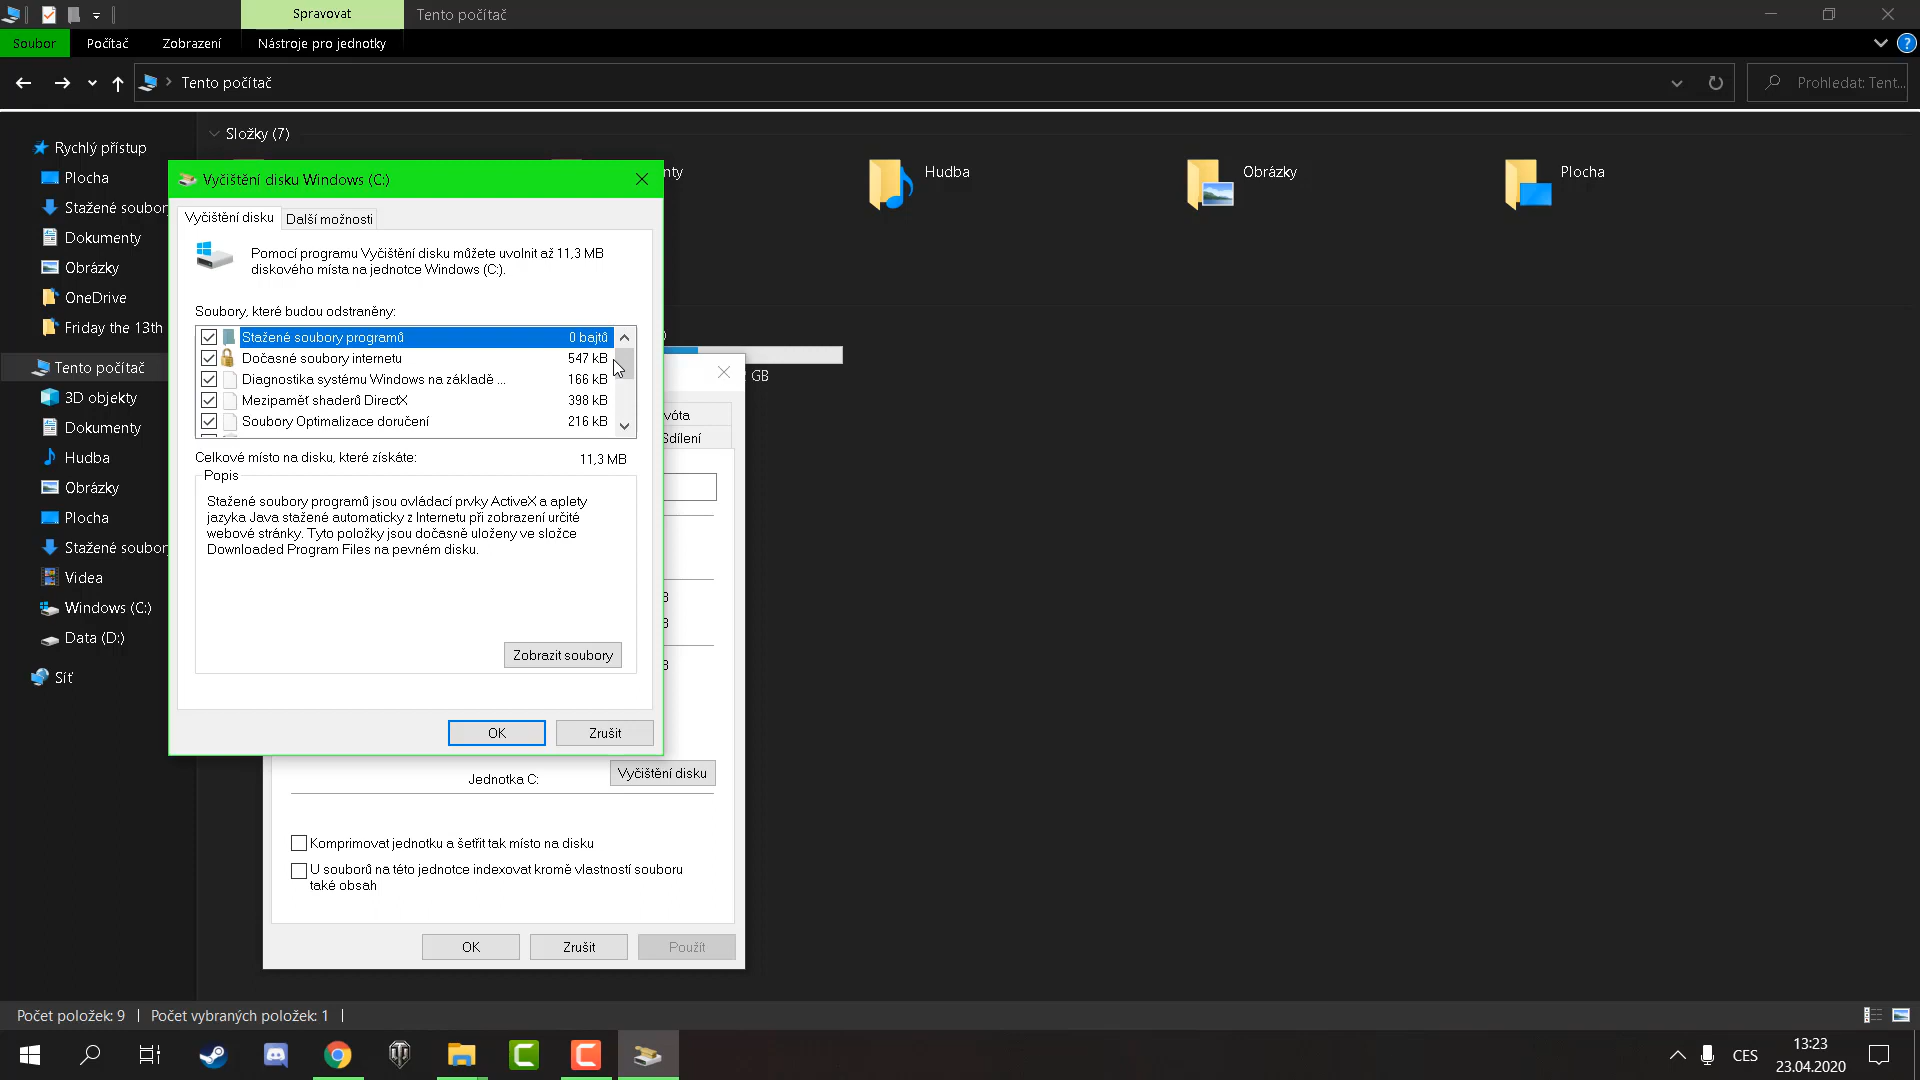 Spravovat
Tento počítač
Soubor
Počítač
Zobrazení
Nástroje pro jednotky
Tento počítač
Prohledat: Tent...
Rychlý přístup
Plocha
Stažené soubor
Dokumenty
Obrázky
OneDrive
Friday the 13th
Tento počítač
3D objekty
Dokumenty
Hudba
Obrázky
Plocha
Stažené soubor
Videa
Windows (C:)
Data (D:)
Síť
Složky (7)
nty
Hudba
Obrázky
Plocha
GB
Vyčištění disku Windows (C:)
Vyčištění disku
Další možnosti
Pomocí programu Vyčištění disku můžete uvolnit až 11,3 MB
diskového místa na jednotce Windows (C:).
Soubory, které budou odstraněny:
Stažené soubory programů 0 bajtů
Dočasné soubory internetu 547 kB
Diagnostika systému Windows na základě ... 166 kB
Mezipaměť shaderů DirectX 398 kB
Soubory Optimalizace doručení 216 kB
Celkové místo na disku, které získáte: 11,3 MB
Popis
Stažené soubory programů jsou ovládací prvky ActiveX a aplety
jazyka Java stažené automaticky z Internetu při zobrazení určité
webové stránky. Tyto položky jsou dočasně uloženy ve složce
Downloaded Program Files na pevném disku.
Zobrazit soubory
OK
Zrušit
vóta
Sdílení
Jednotka C:
Vyčištění disku
Komprimovat jednotku a šetřit tak místo na disku
U souborů na této jednotce indexovat kromě vlastností souboru
také obsah
OK
Zrušit
Použít
Počet položek: 9
Počet vybraných položek: 1
CES
13:23
23.04.2020